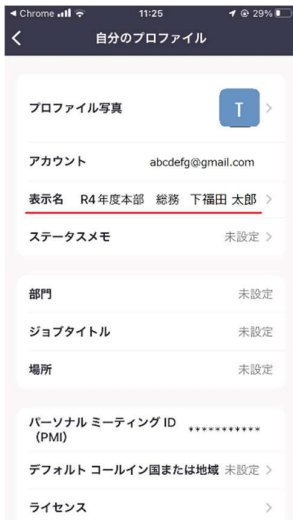 Chrome 11:25 29%
自分のプロファイル
プロファイル写真 T
アカウント abcdefg@gmail.com
表示名 R4年度本部 総務 下福田 太郎
ステータスメモ 未設定
部門 未設定
ジョブタイトル 未設定
場所 未設定
パーソナル ミーティング ID
（PMI） ***********
デフォルト コールイン国または地域 未設定
ライセンス